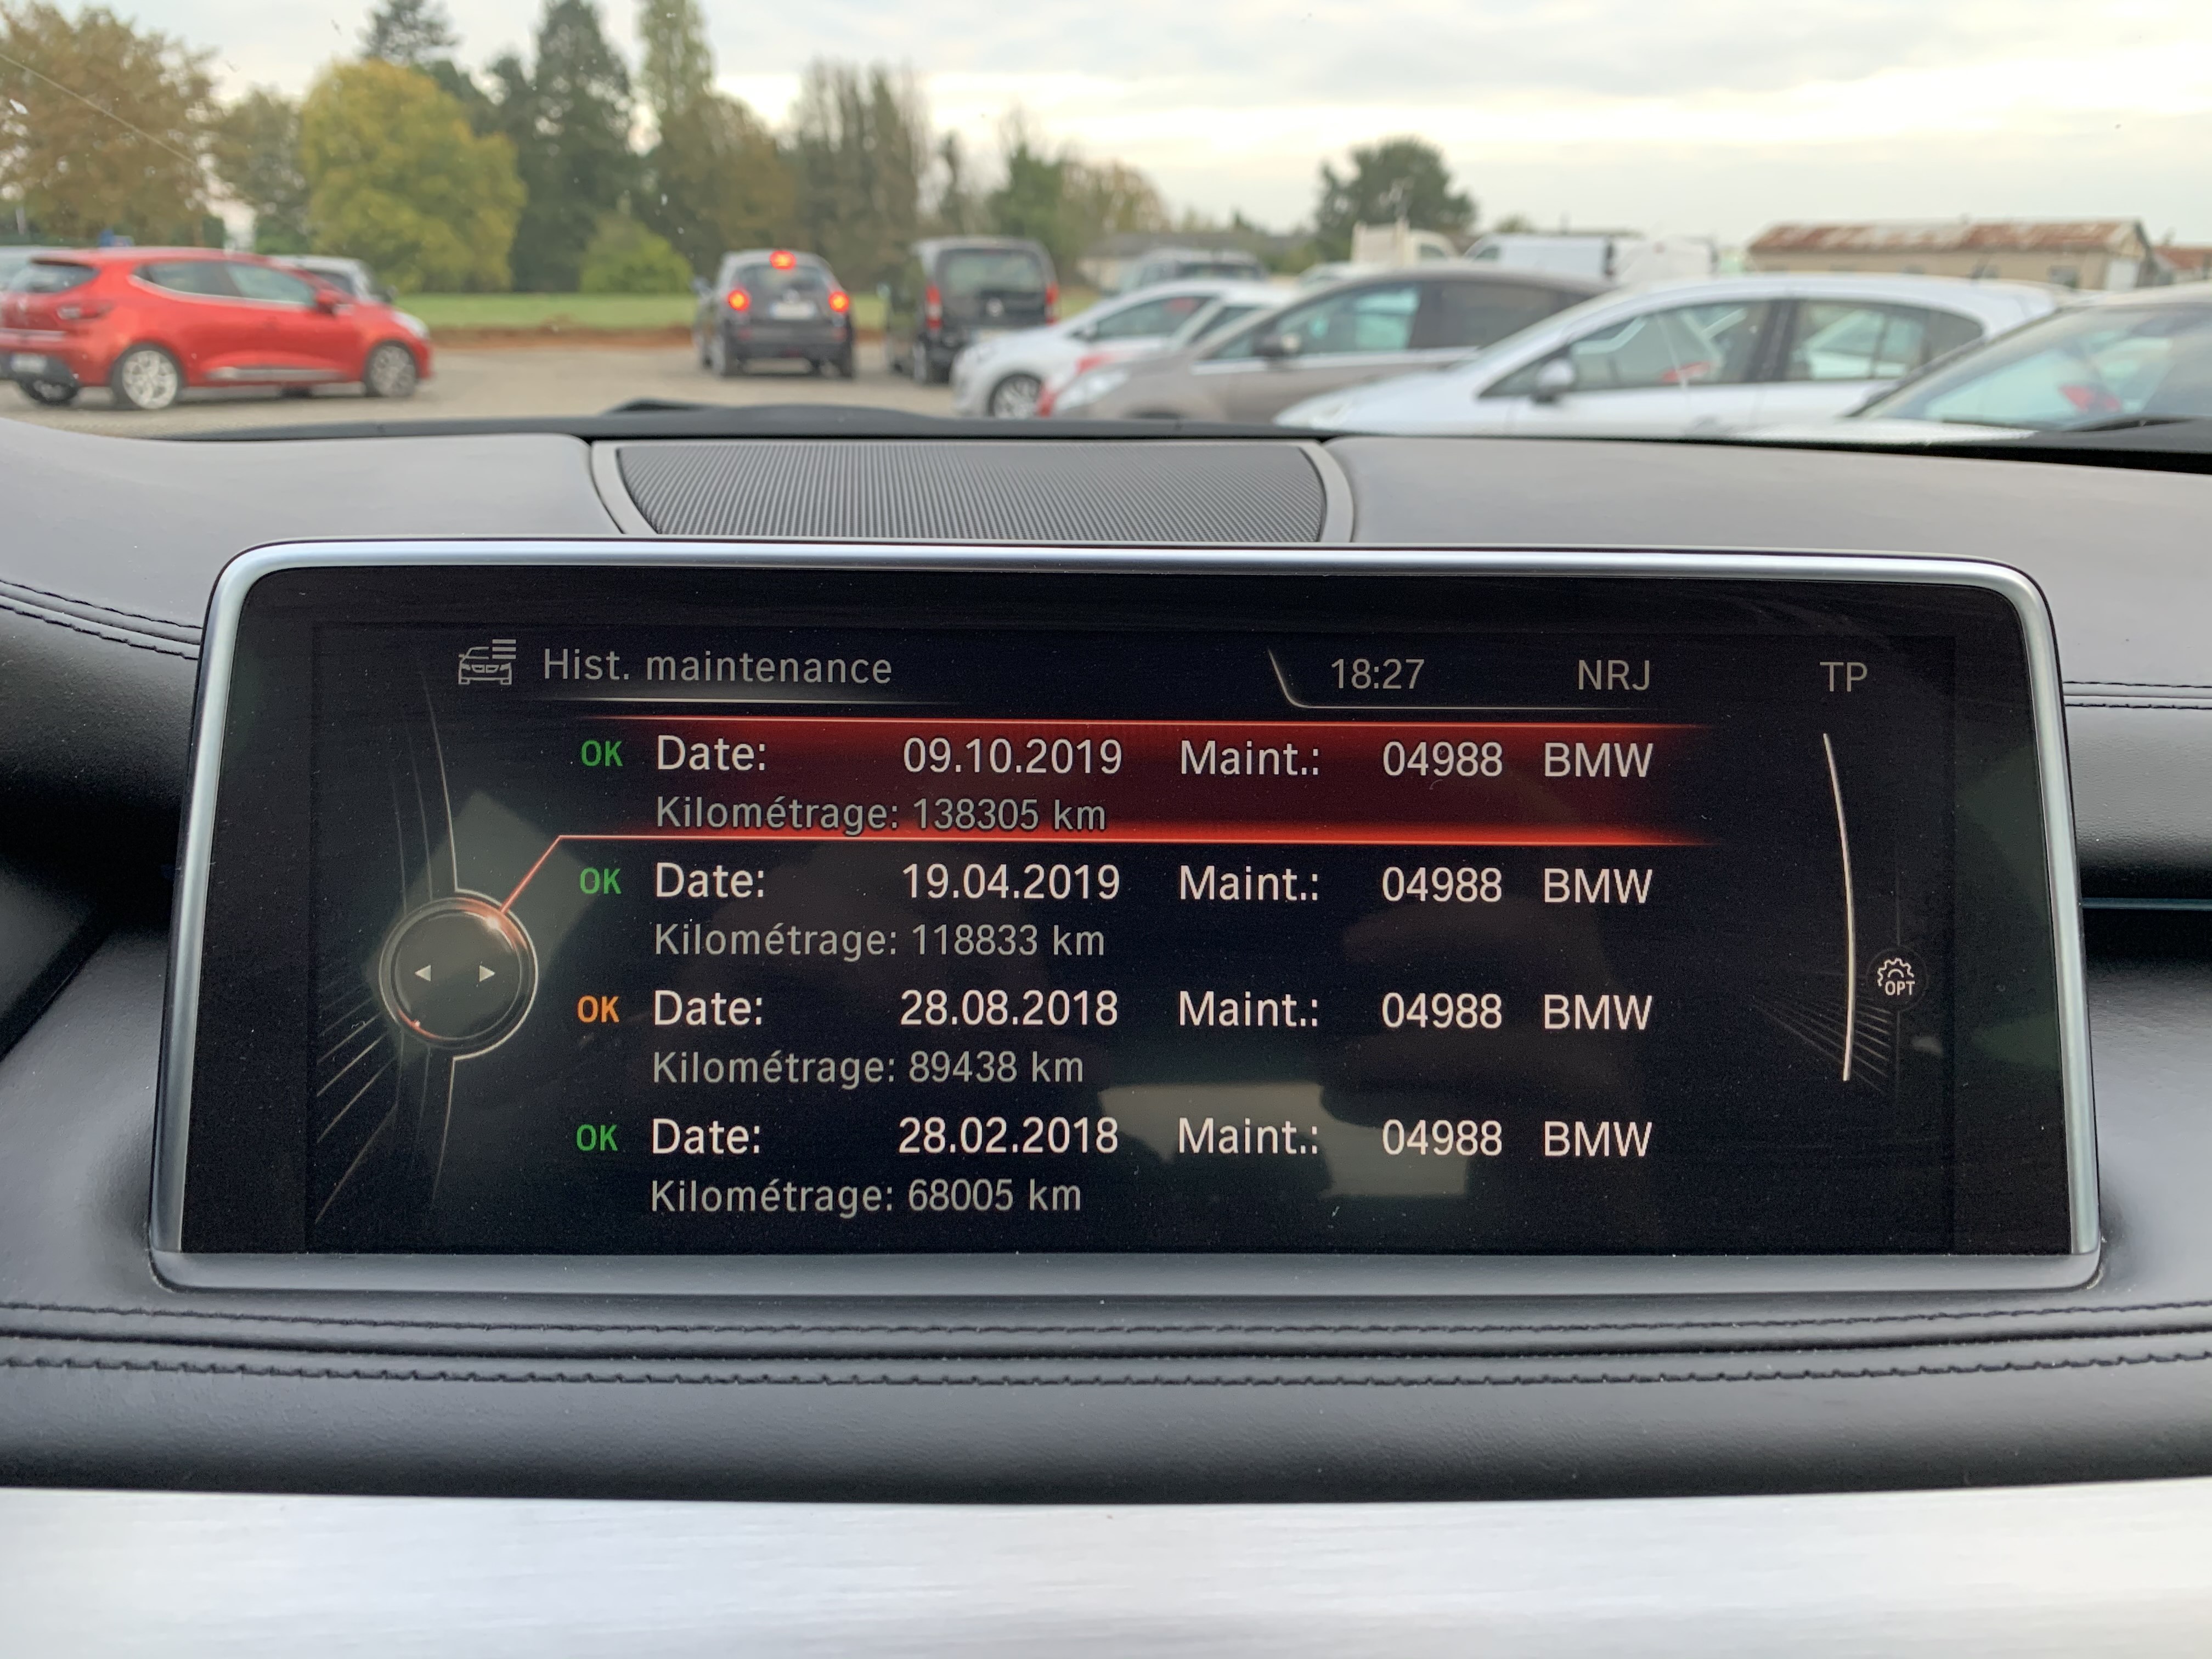 Hist. maintenance 18:27 NRJ TP
OK Date: 09.10.2019 Maint.: 04988 BMW
Kilométrage: 138305 km
OK Date: 19.04.2019 Maint.: 04988 BMW
Kilométrage: 118833 km
OK Date: 28.08.2018 Maint.: 04988 BMW
Kilométrage: 89438 km
OPT
OK Date: 28.02.2018 Maint.: 04988 BMW
Kilométrage: 68005 km